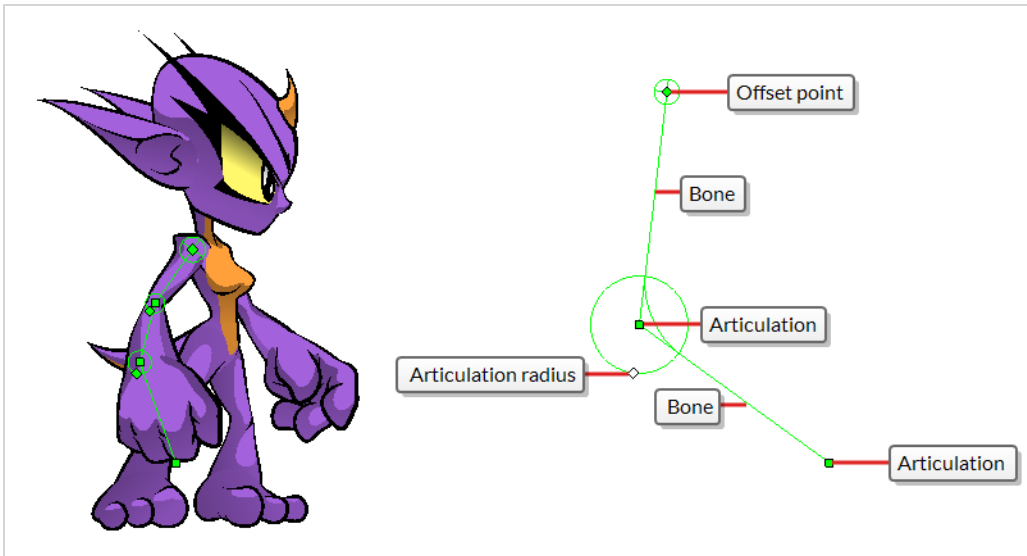 Offset point
Bone
Articulation
Articulation radius
Bone
Articulation